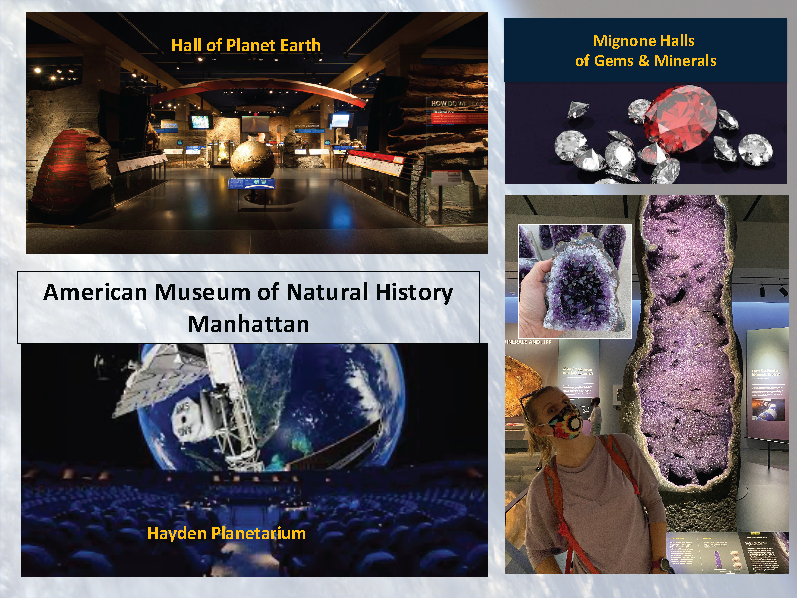 Hall of Planet Earth
Mignone Halls
of Gems & Minerals
American Museum of Natural History
Manhattan
Hayden Planetarium